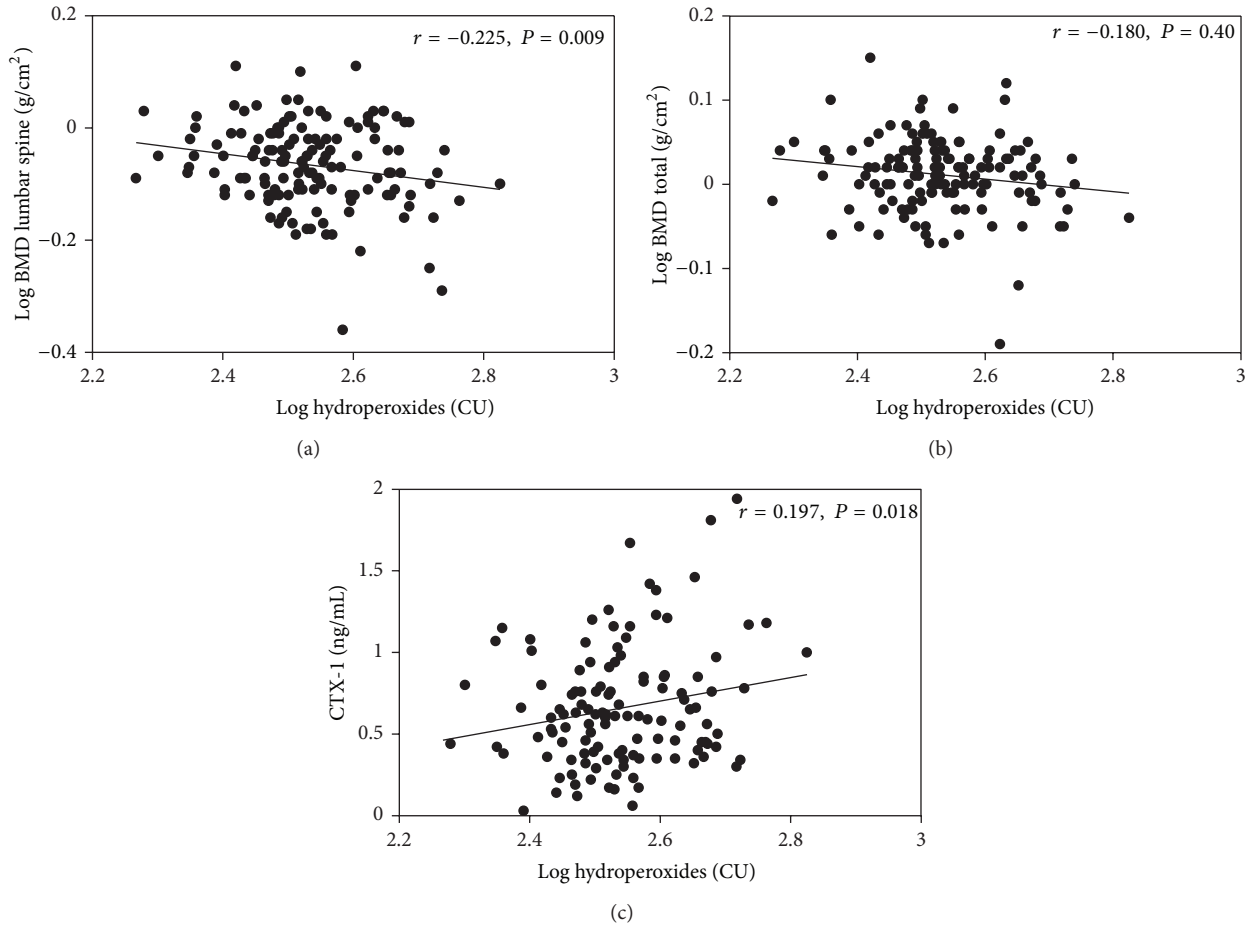 0.2
r = −0.225, P = 0.009
0
−0.2
−0.4
2.2 2.4 2.6 2.8 3
Log BMD lumbar spine (g/cm²)
Log hydroperoxides (CU)
(a)
0.2
r = −0.180, P = 0.40
0.1
0
−0.1
−0.2
2.2 2.4 2.6 2.8 3
Log BMD total (g/cm²)
Log hydroperoxides (CU)
(b)
2
r = 0.197, P = 0.018
1.5
1
0.5
0
2.2 2.4 2.6 2.8 3
CTX-1 (ng/mL)
Log hydroperoxides (CU)
(c)